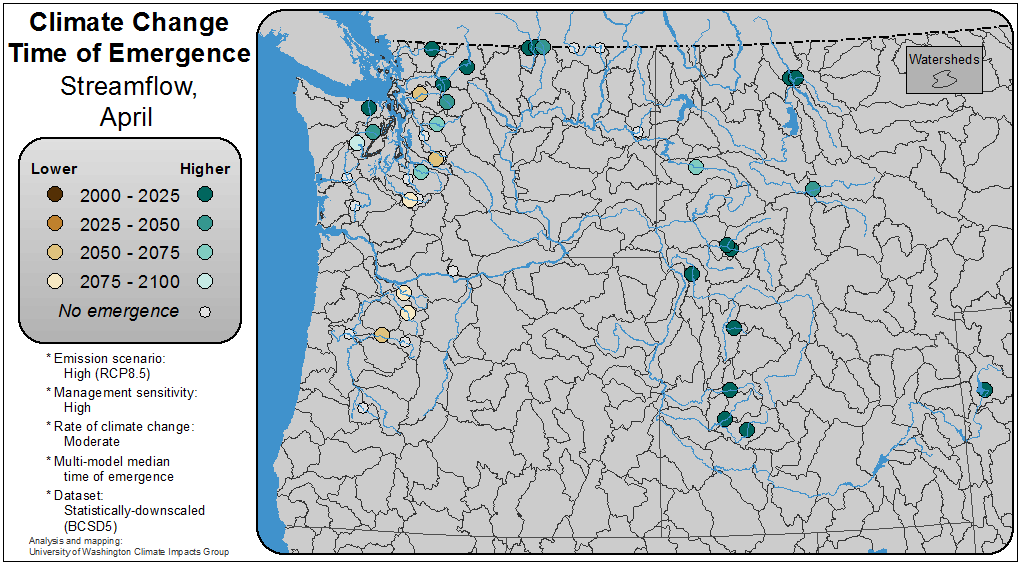 Climate Change
Time of Emergence
Streamflow,
April
Lower Higher
2000 - 2025
2025 - 2050
2050 - 2075
2075 - 2100
No emergence
* Emission scenario:
High (RCP8.5)
* Management sensitivity:
High
* Rate of climate change:
Moderate
* Multi-model median
time of emergence
* Dataset:
Statistically-downscaled
(BCSD5)
Analysis and mapping:
University of Washington Climate Impacts Group
Watersheds